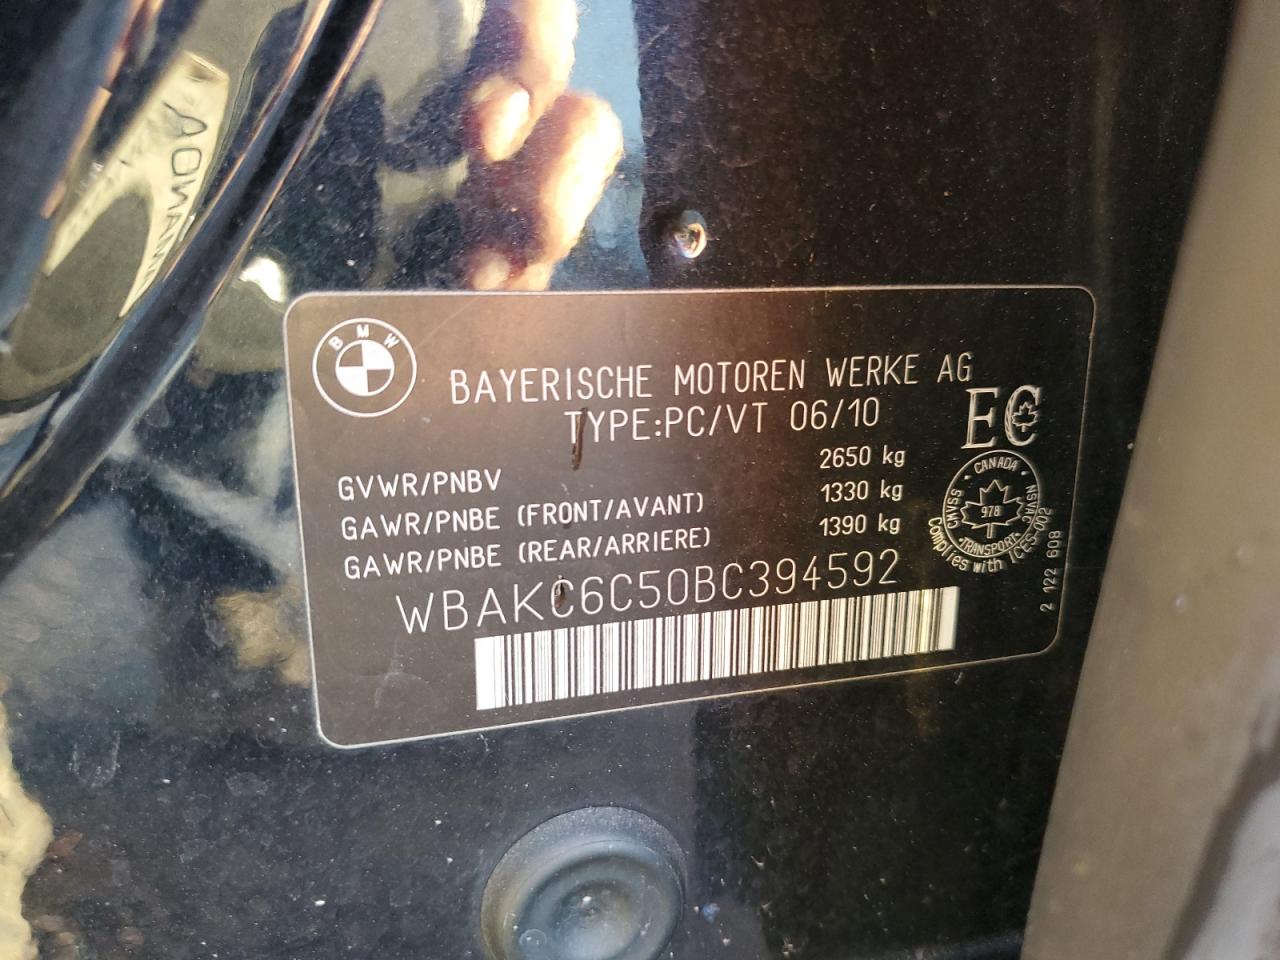 BMW
BAYERISCHE MOTOREN WERKE AG
TYPE:PC/VT 06/10
EC
GVWR/PNBV 2650 kg
GAWR/PNBE (FRONT/AVANT) 1330 kg
GAWR/PNBE (REAR/ARRIERE) 1390 kg
WBAKC6C50BC394592
CANADA
CMVSS
NSVAC
978
TRANSPORT
Complies with ICES-002
2 122 608